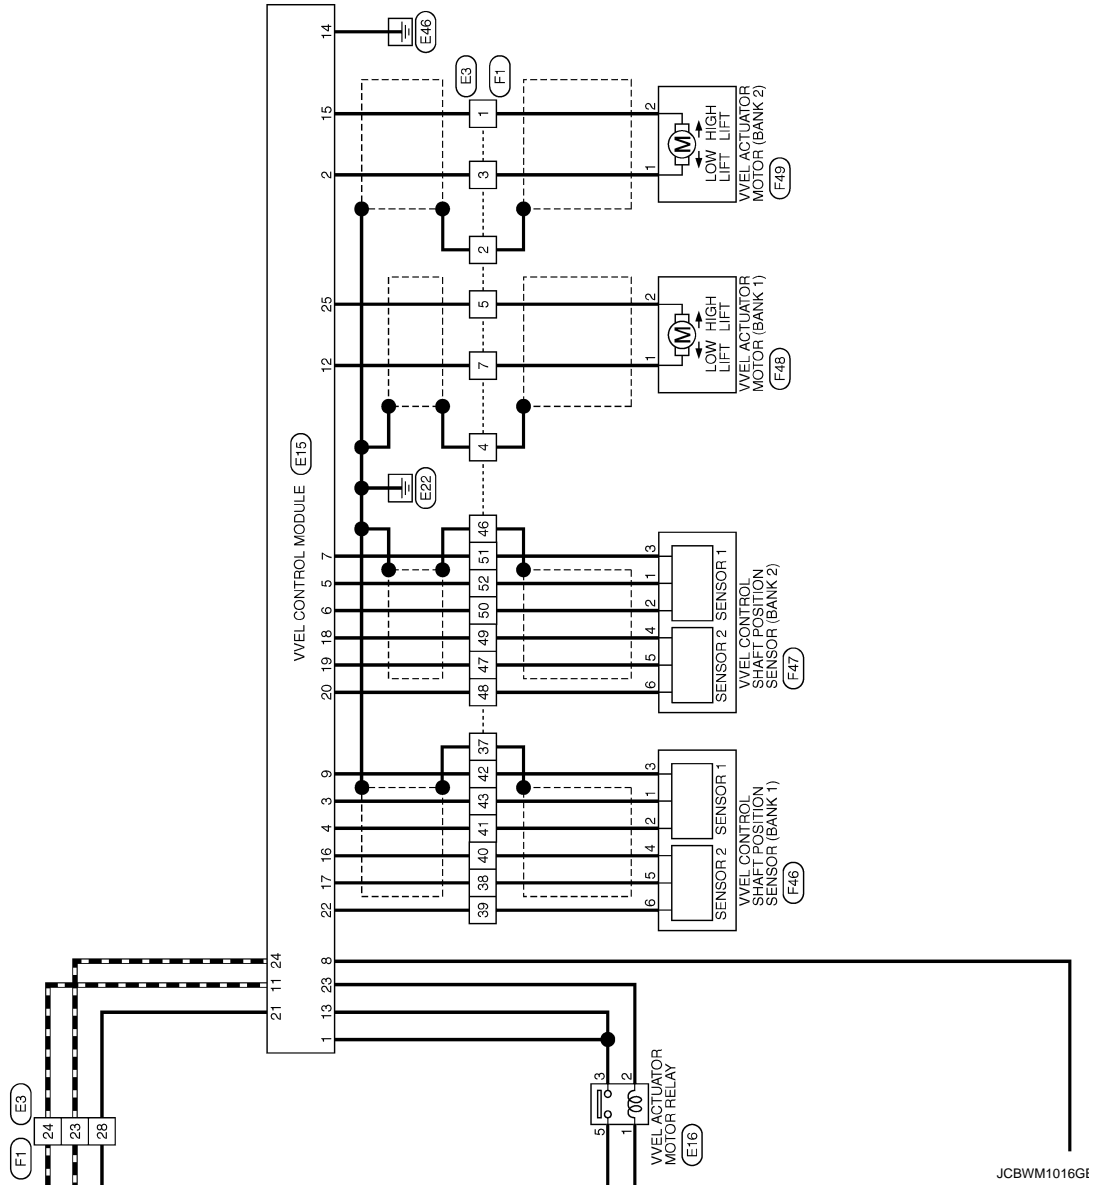 14
E46
E3
F1
15
1
2
2
3
1
LOW HIGH
LIFT LIFT
M
VVEL ACTUATOR
MOTOR (BANK 2)
F49
2
25
5
2
12
7
1
LOW HIGH
LIFT LIFT
M
VVEL ACTUATOR
MOTOR (BANK 1)
F48
4
VVEL CONTROL MODULE
E15
E22
46
7
51
3
5
52
1
6
50
2
18
49
4
19
47
5
20
48
6
SENSOR 2
SENSOR 1
VVEL CONTROL
SHAFT POSITION
SENSOR (BANK 2)
F47
37
9
42
3
3
43
1
4
41
2
16
40
4
17
38
5
22
39
6
SENSOR 2
SENSOR 1
VVEL CONTROL
SHAFT POSITION
SENSOR (BANK 1)
F46
24
8
11
23
21
13
1
3
2
5
1
VVEL ACTUATOR
MOTOR RELAY
E16
E3
24
23
28
F1